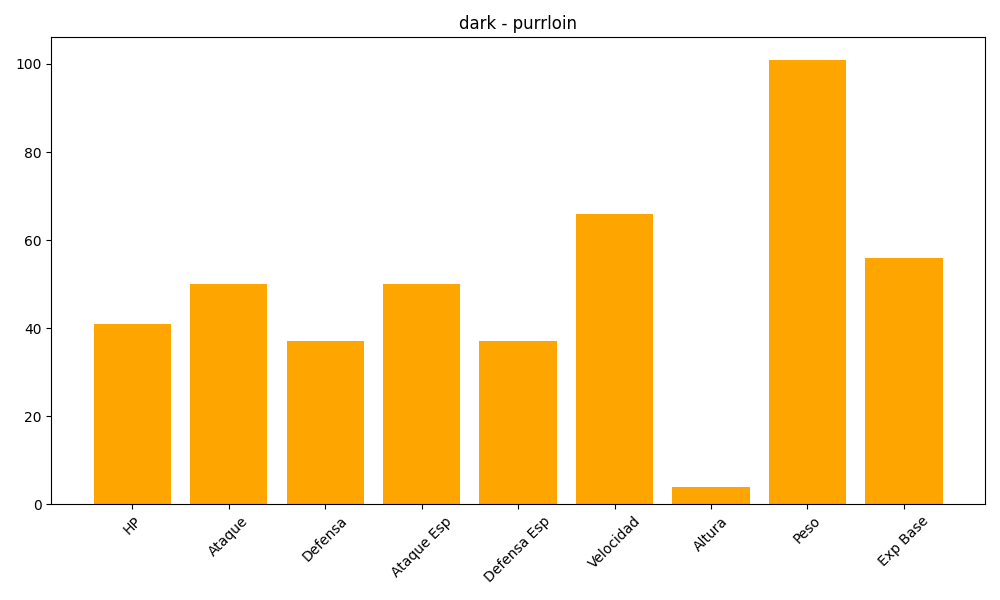 dark - purrloin
100
80
60
40
20
0
HP
Ataque
Defensa
Ataque Esp
Defensa Esp
Velocidad
Altura
Peso
Exp Base